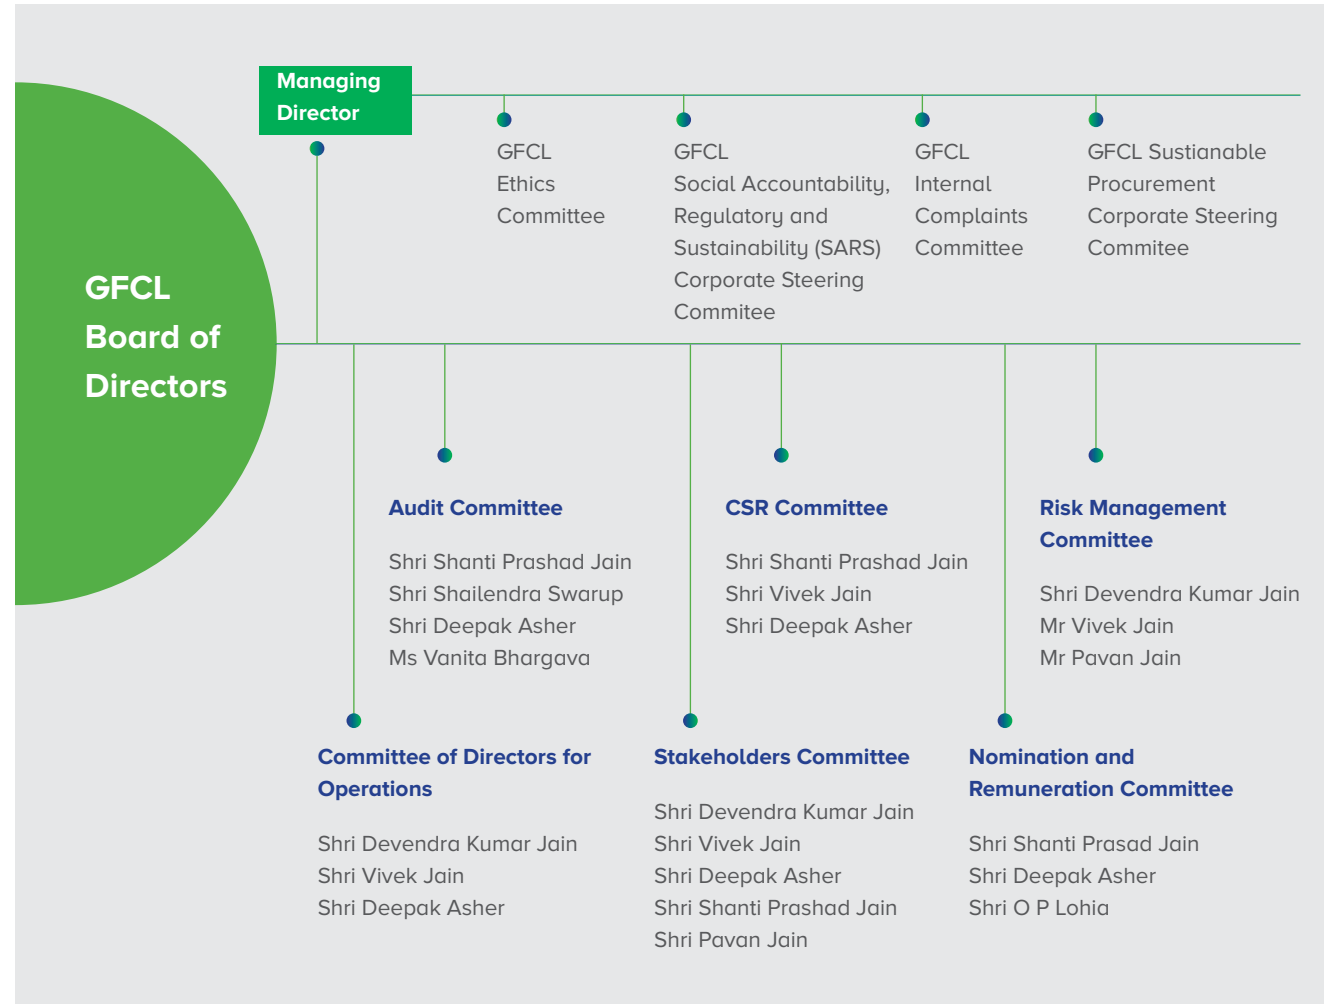 Managing
Director
GFCL
Ethics
Committee
GFCL
Social Accountability,
Regulatory and
Sustainability (SARS)
Corporate Steering
Commitee
GFCL
Internal
Complaints
Committee
GFCL Sustianable
Procurement
Corporate Steering
Commitee
GFCL
Board of
Directors
Audit Committee
Shri Shanti Prashad Jain
Shri Shailendra Swarup
Shri Deepak Asher
Ms Vanita Bhargava
CSR Committee
Shri Shanti Prashad Jain
Shri Vivek Jain
Shri Deepak Asher
Risk Management
Committee
Shri Devendra Kumar Jain
Mr Vivek Jain
Mr Pavan Jain
Committee of Directors for
Operations
Shri Devendra Kumar Jain
Shri Vivek Jain
Shri Deepak Asher
Stakeholders Committee
Shri Devendra Kumar Jain
Shri Vivek Jain
Shri Deepak Asher
Shri Shanti Prashad Jain
Shri Pavan Jain
Nomination and
Remuneration Committee
Shri Shanti Prasad Jain
Shri Deepak Asher
Shri O P Lohia